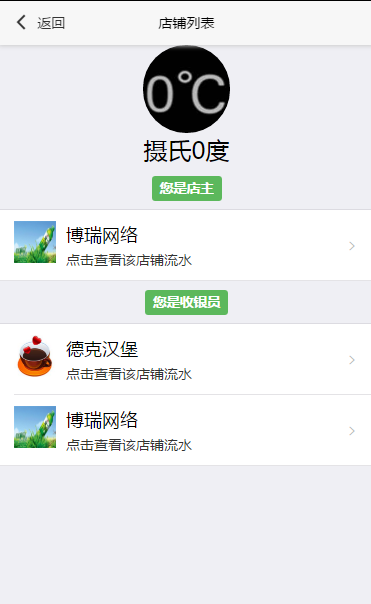 返回
店铺列表
0°C
摄氏0度
您是店主
博瑞网络
点击查看该店铺流水
您是收银员
德克汉堡
点击查看该店铺流水
博瑞网络
点击查看该店铺流水